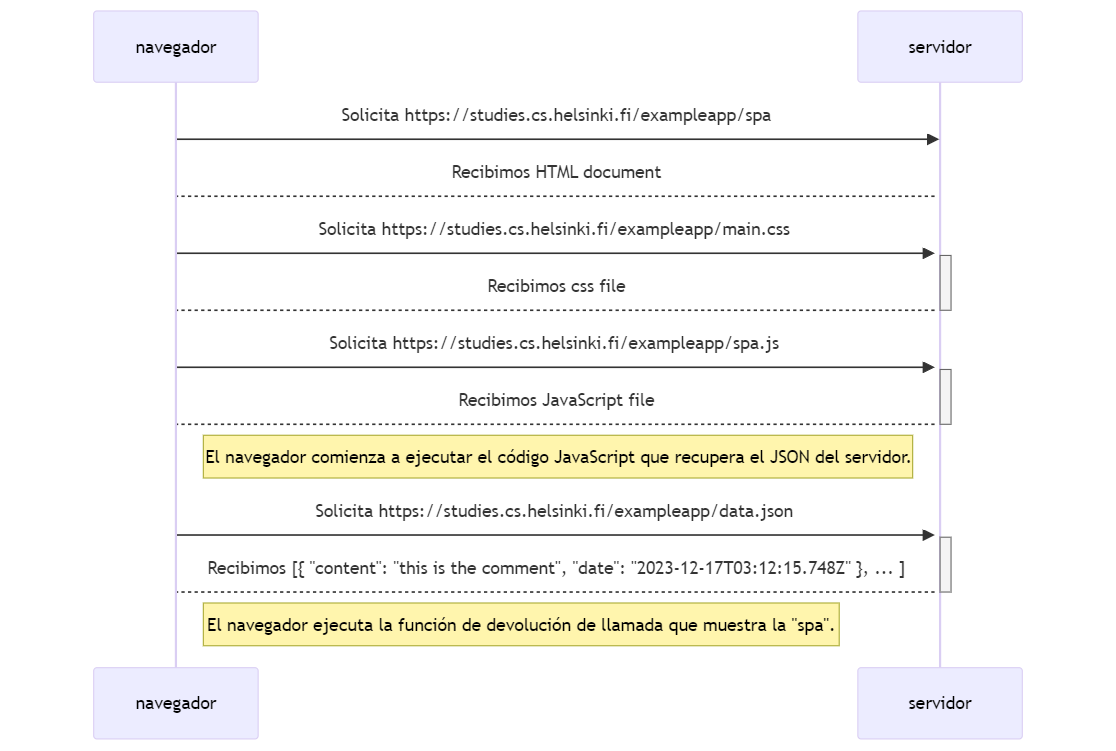 navegador
servidor
Solicita https://studies.cs.helsinki.fi/exampleapp/spa
Recibimos HTML document
Solicita https://studies.cs.helsinki.fi/exampleapp/main.css
Recibimos css file
Solicita https://studies.cs.helsinki.fi/exampleapp/spa.js
Recibimos JavaScript file
El navegador comienza a ejecutar el código JavaScript que recupera el JSON del servidor.
Solicita https://studies.cs.helsinki.fi/exampleapp/data.json
Recibimos [{ "content": "this is the comment", "date": "2023-12-17T03:12:15.748Z" }, ... ]
El navegador ejecuta la función de devolución de llamada que muestra la "spa".
navegador
servidor